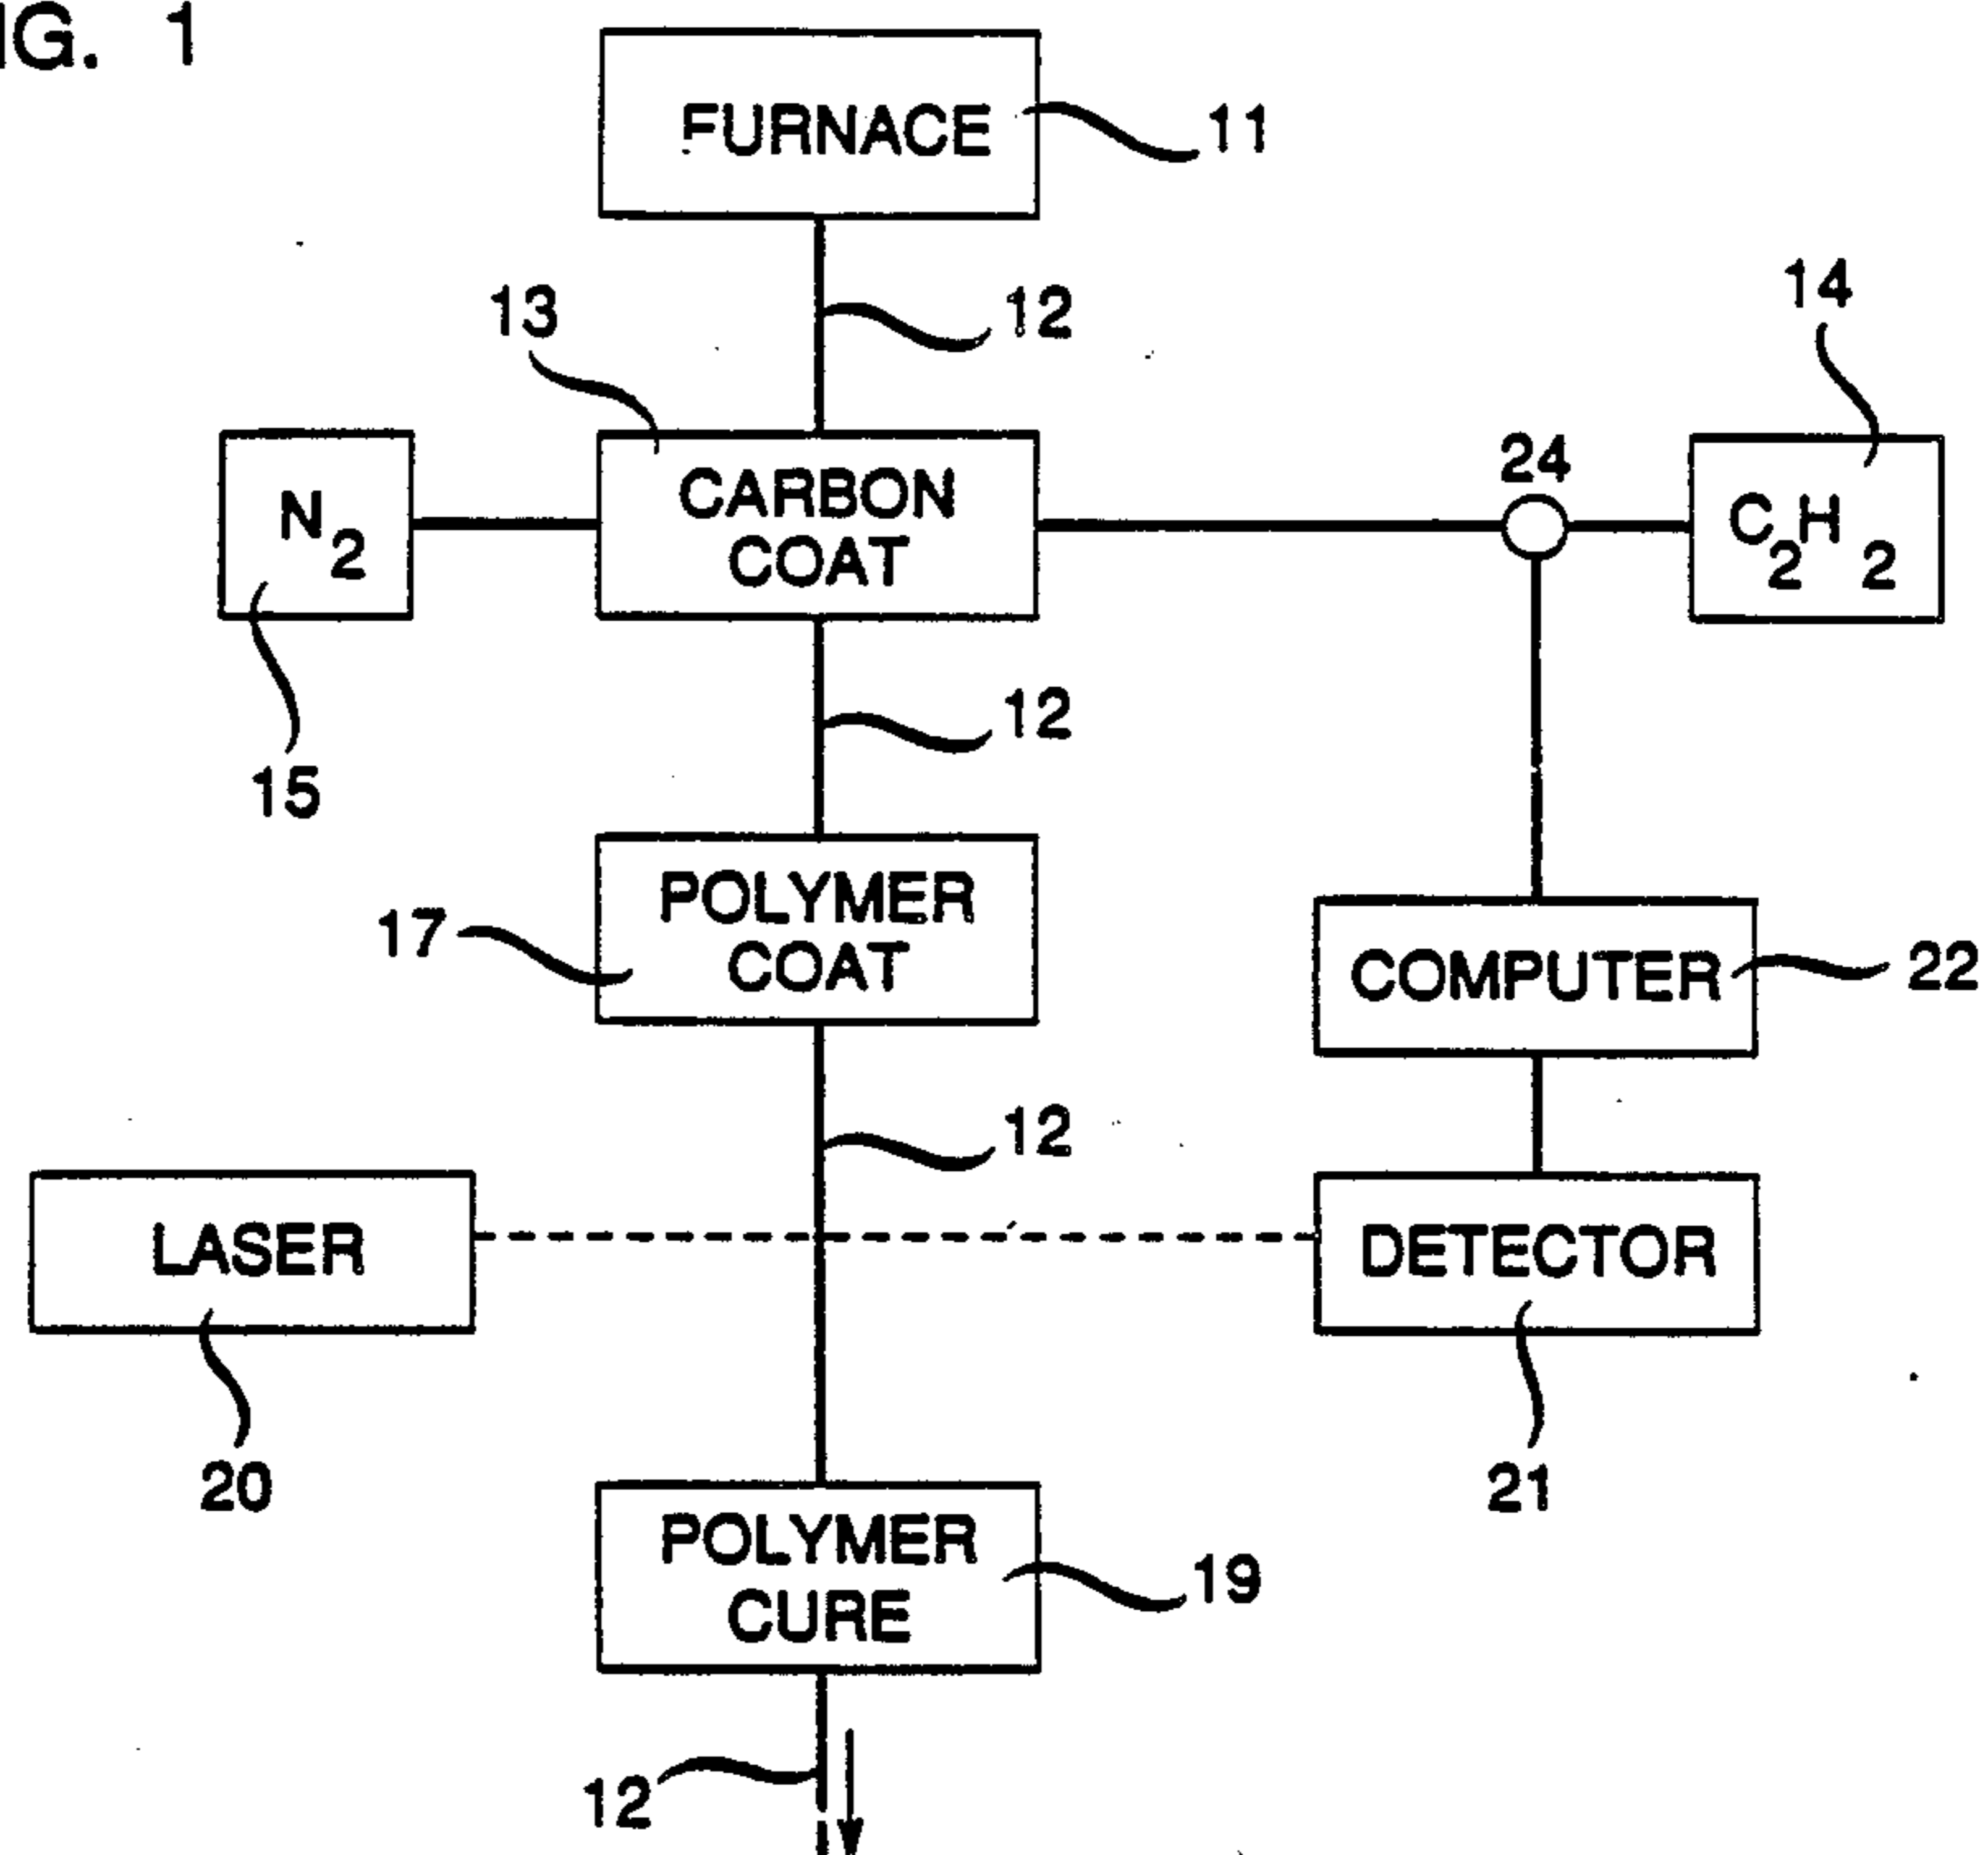 IG. 1
FURNACE
11
12
13
14
24
N2
CARBON
COAT
C2H2
12
15
POLYMER
COAT
17
COMPUTER
22
12
LASER
DETECTOR
20
21
POLYMER
CURE
19
12